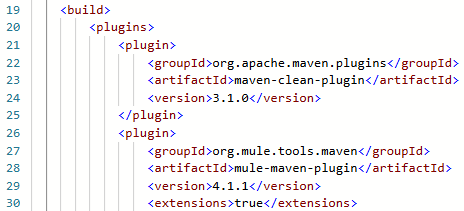 19 <build>
20 <plugins>
21 <plugin>
22 <groupId>org.apache.maven.plugins</groupId>
23 <artifactId>maven-clean-plugin</artifactId>
24 <version>3.1.0</version>
25 </plugin>
26 <plugin>
27 <groupId>org.mule.tools.maven</groupId>
28 <artifactId>mule-maven-plugin</artifactId>
29 <version>4.1.1</version>
30 <extensions>true</extensions>